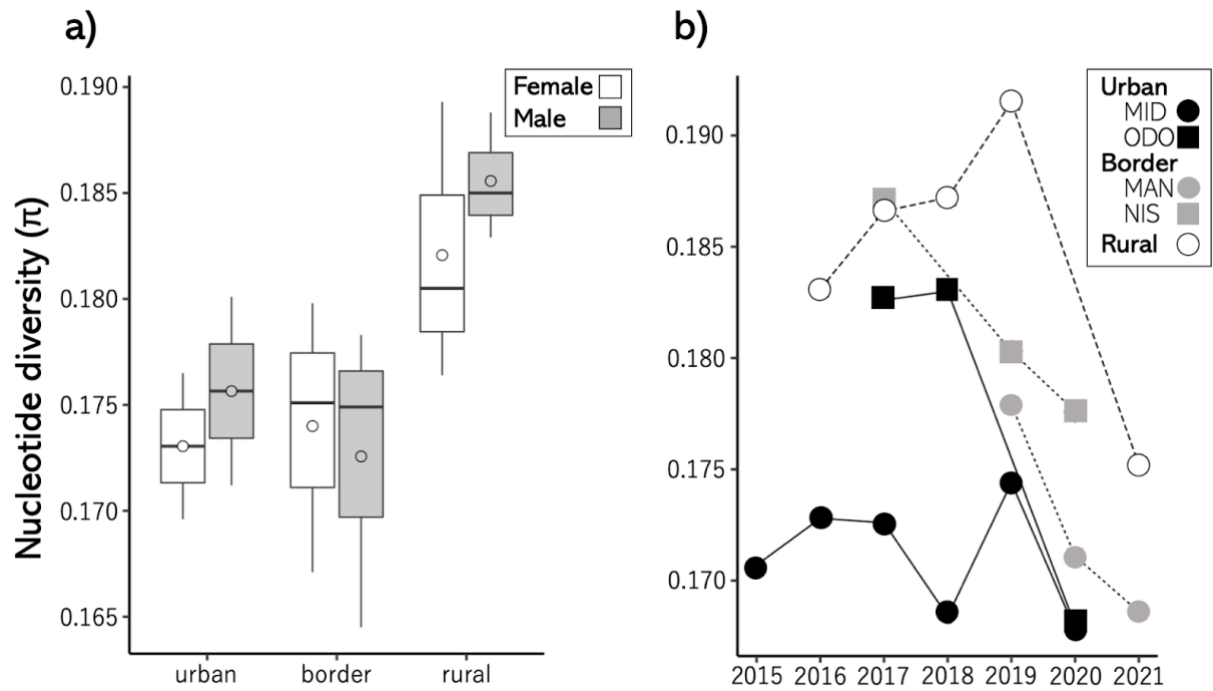 a)
Nucleotide diversity (π)
0.190
0.185
0.180
0.175
0.170
0.165
urban border rural
Female
Male
b)
0.190
0.185
0.180
0.175
0.170
2015 2016 2017 2018 2019 2020 2021
Urban
MID
ODO
Border
MAN
NIS
Rural